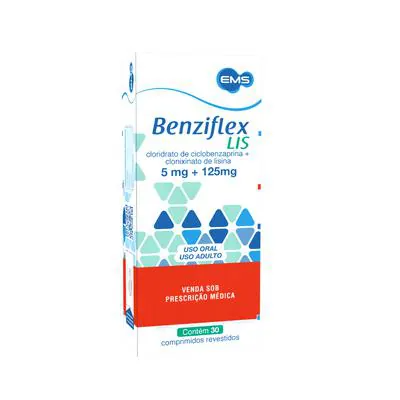 EMS
Benziflex
LIS
cloridrato de ciclobenzaprina +
clonixinato de lisina
5 mg + 125mg
USO ORAL
USO ADULTO
VENDA SOB
PRESCRIÇÃO MÉDICA
Contém 30
comprimidos revestidos